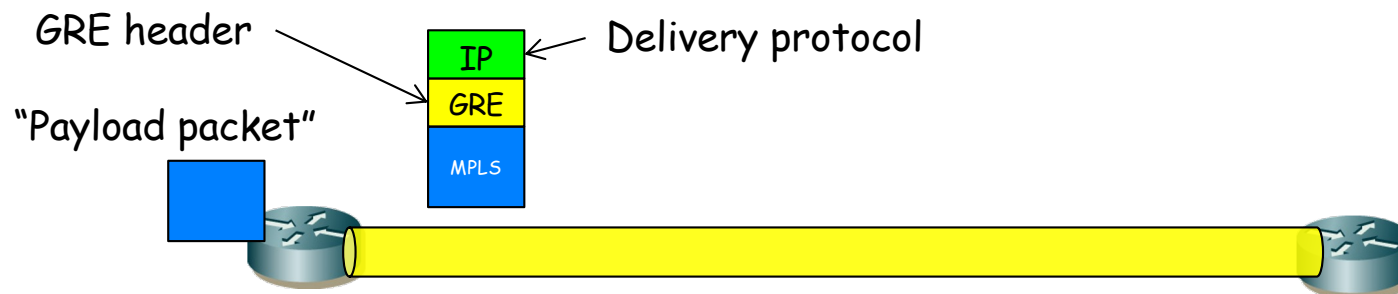 GRE header
IP
Delivery protocol
GRE
“Payload packet”
MPLS